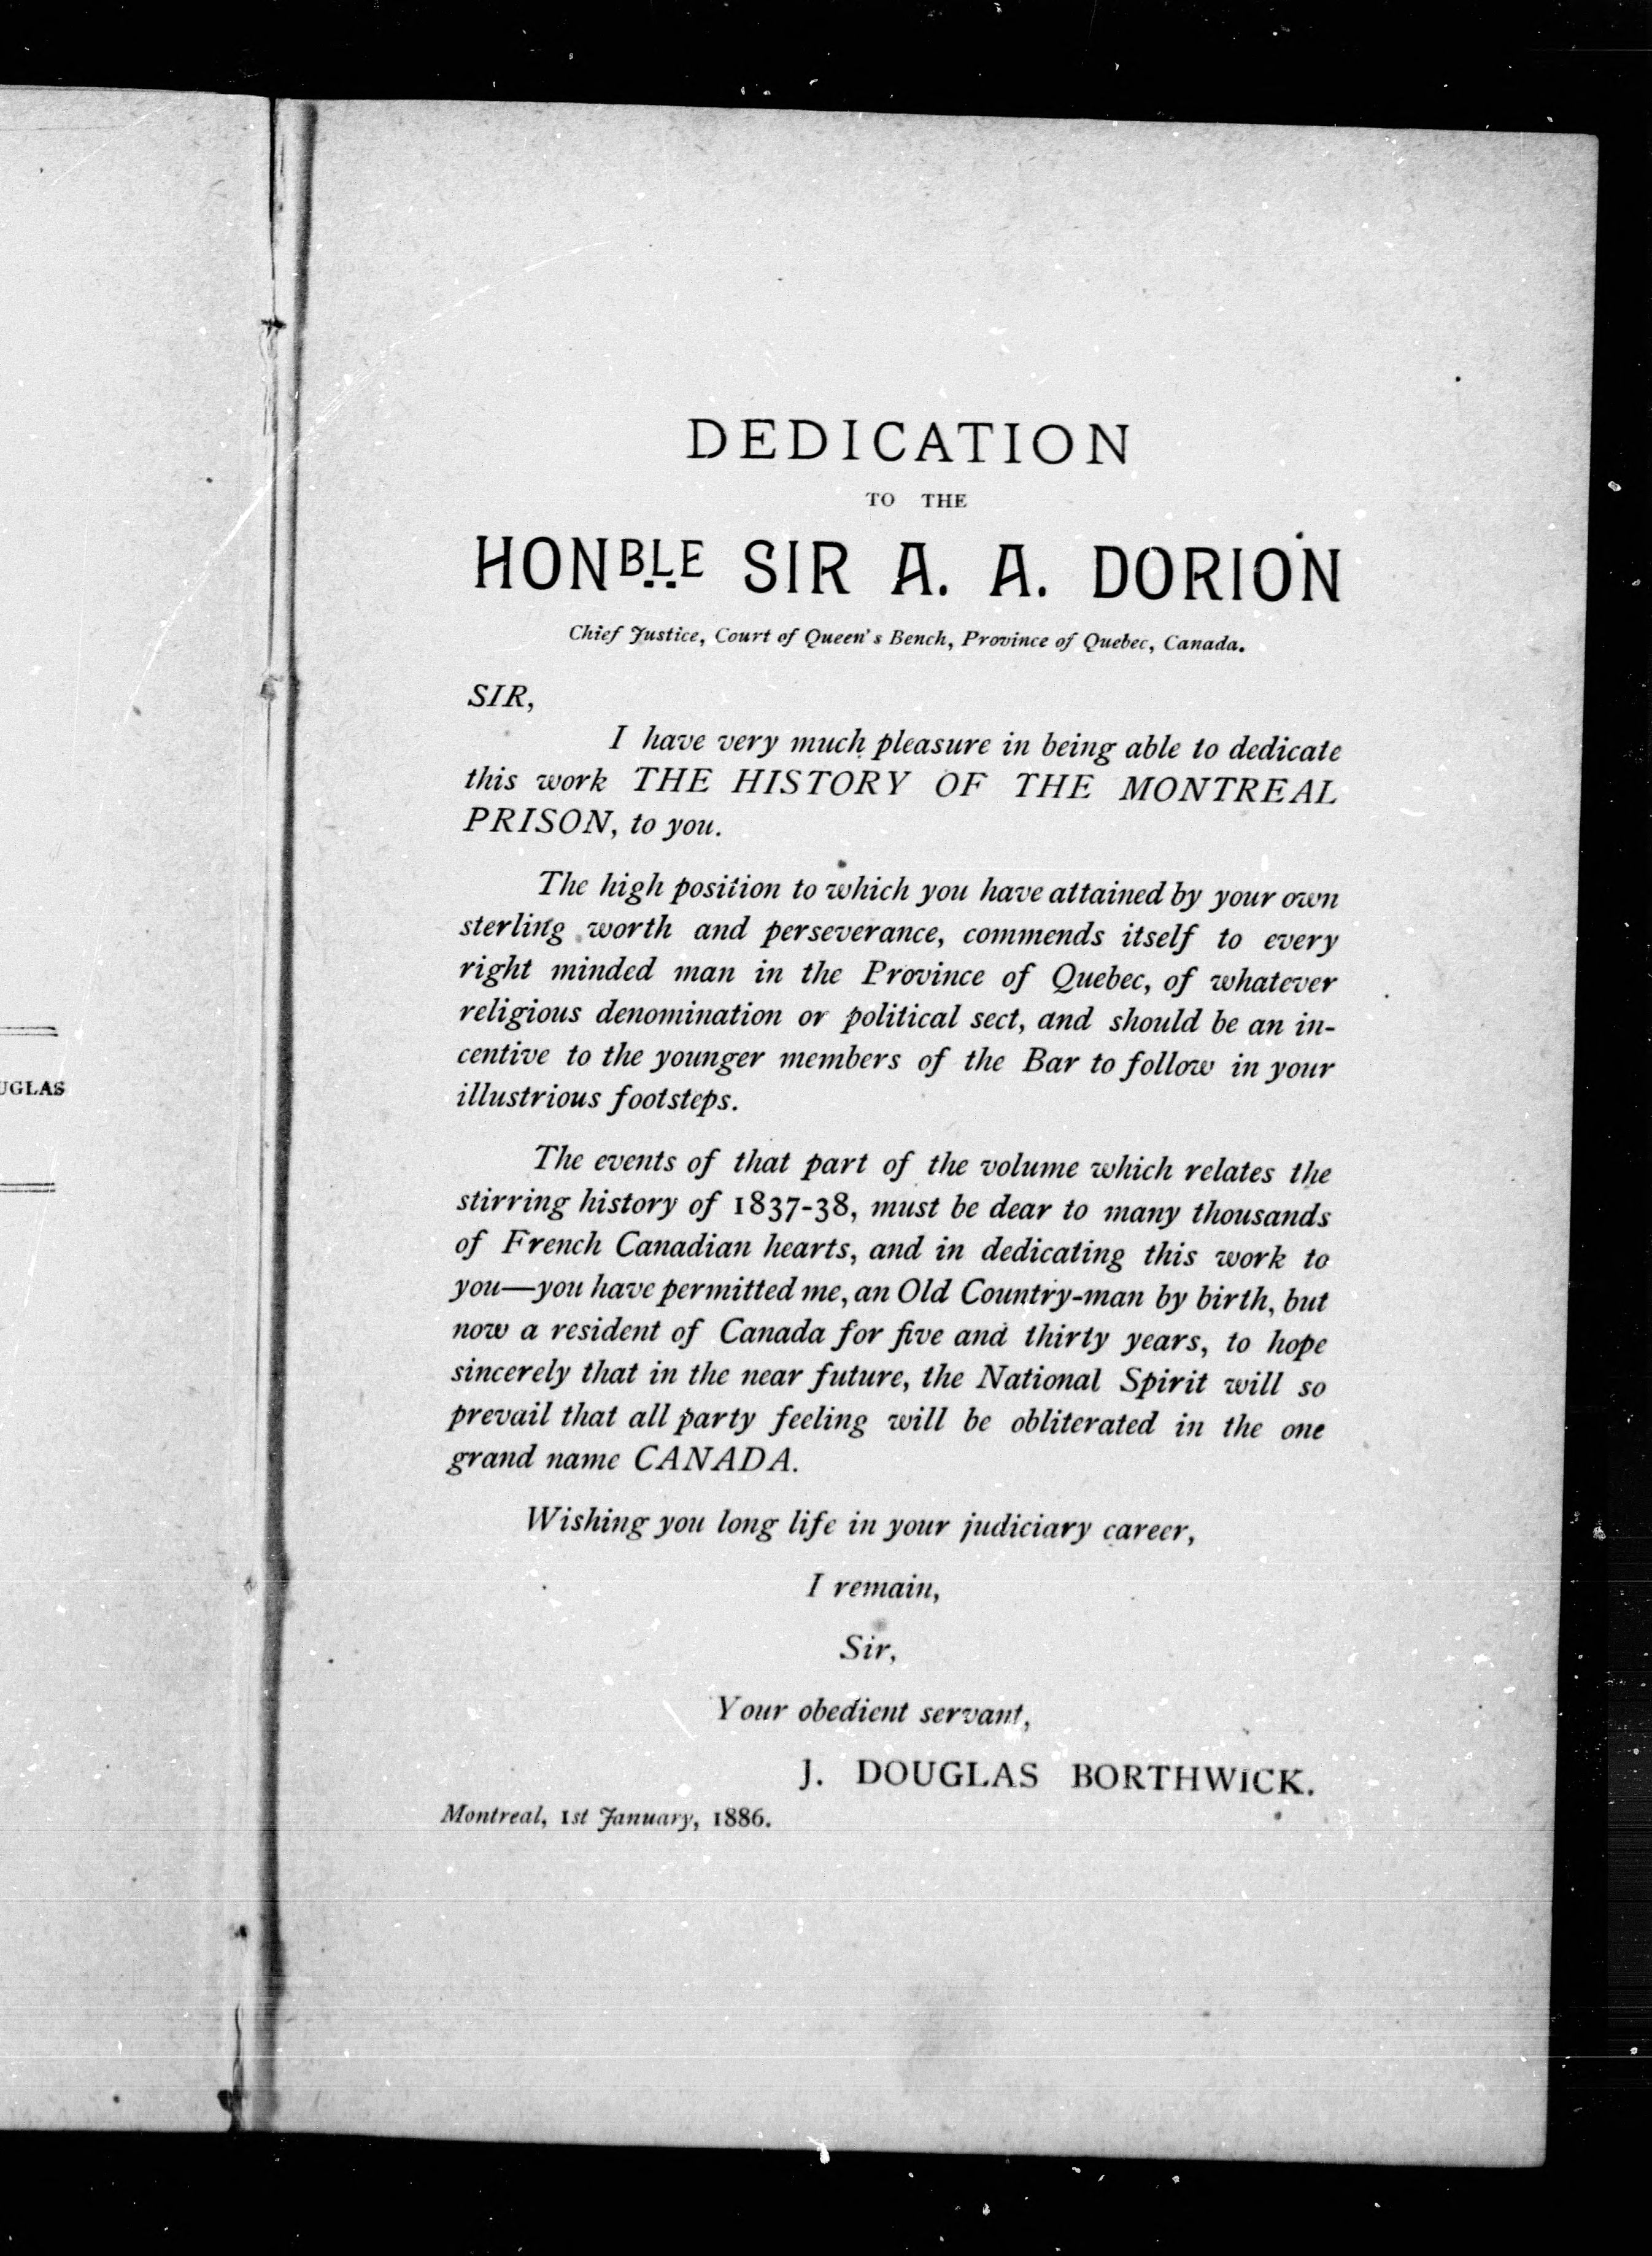 UGLAS
DEDICATION
TO THE
HONBLE SIR A. A. DORION
Chief Justice, Court of Queen's Bench, Province of Quebec, Canada.
SIR,
I have very much pleasure in being able to dedicate
this work THE HISTORY OF THE MONTREAL
PRISON, to you.
The high position to which you have attained by your own
sterling worth and perseverance, commends itself to every
right minded man in the Province of Quebec, of whatever
religious denomination or political sect, and should be an in-
centive to the younger members of the Bar to follow in your
illustrious footsteps.
The events of that part of the volume which relates the
stirring history of 1837-38, must be dear to many thousands
of French Canadian hearts, and in dedicating this work to
you—you have permitted me, an Old Country-man by birth, but
now a resident of Canada for five and thirty years, to hope
sincerely that in the near future, the National Spirit will so
prevail that all party feeling will be obliterated in the one
grand name CANADA.
Wishing you long life in your judiciary career,
I remain,
Sir,
Your obedient servant,
J. DOUGLAS BORTHWICK.
Montreal, 1st January, 1886.